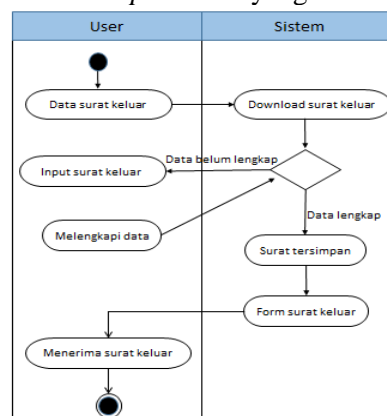 User Sistem
Data surat keluar Download surat keluar
Data belum lengkap
Input surat keluar
Data lengkap
Melengkapi data
Surat tersimpan
Form surat keluar
Menerima surat keluar